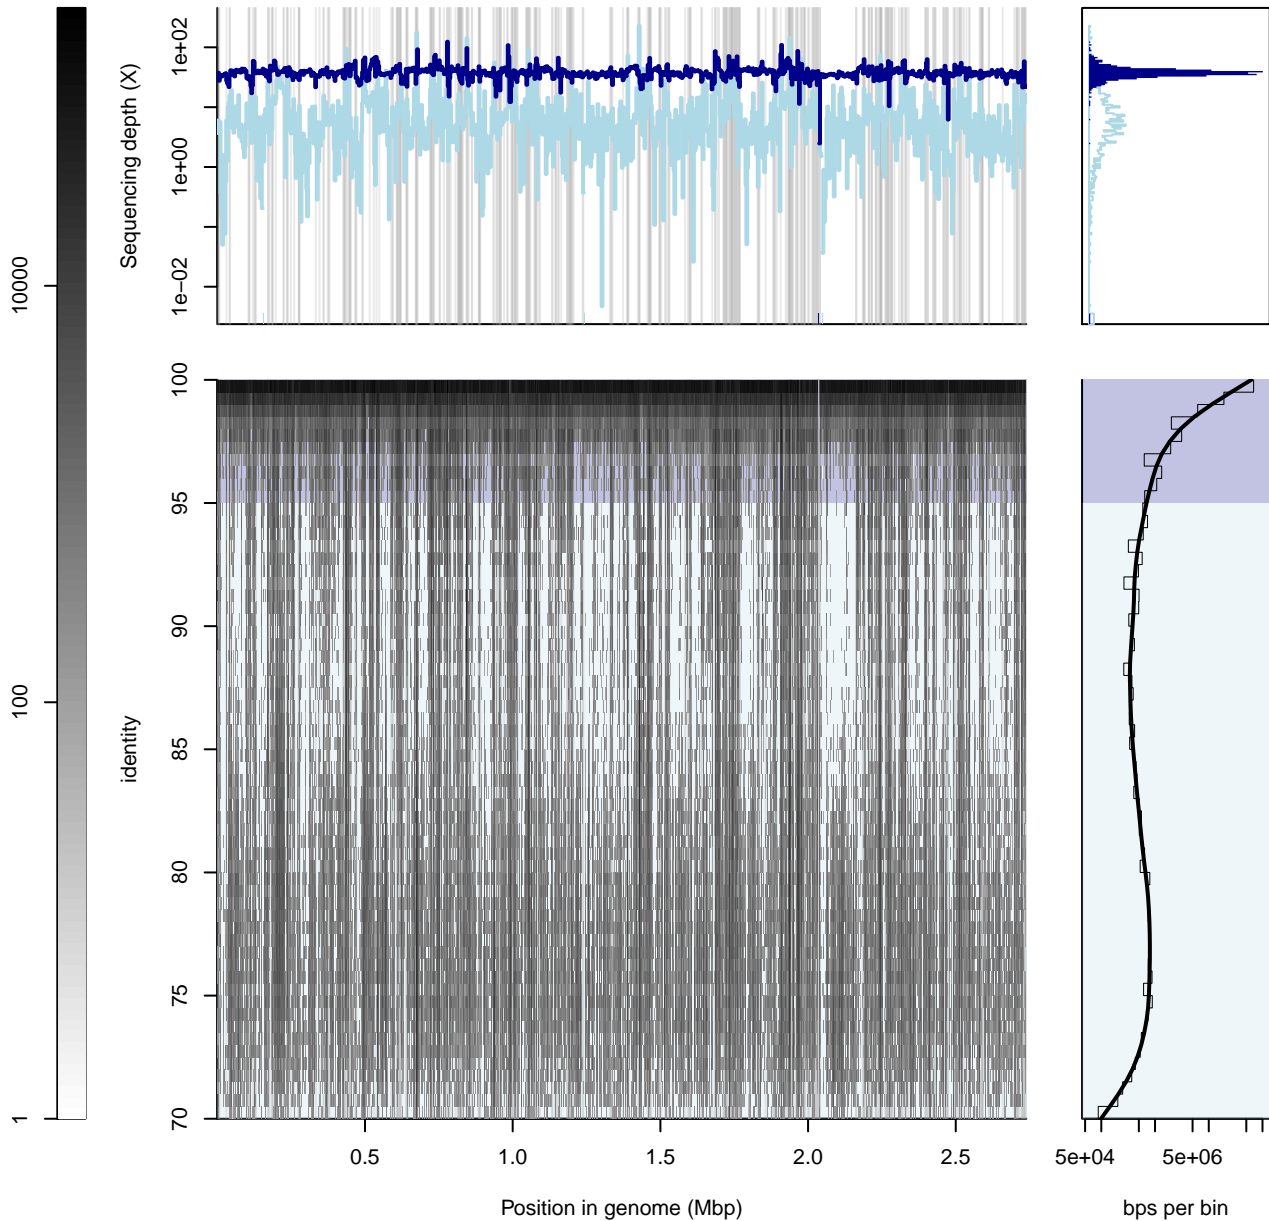 10000
100
1
Sequencing depth (X)
1e+02
1e+00
1e-02
identity
100
95
90
85
80
75
70
0.5
1.0
1.5
2.0
2.5
Position in genome (Mbp)
5e+04
5e+06
bps per bin